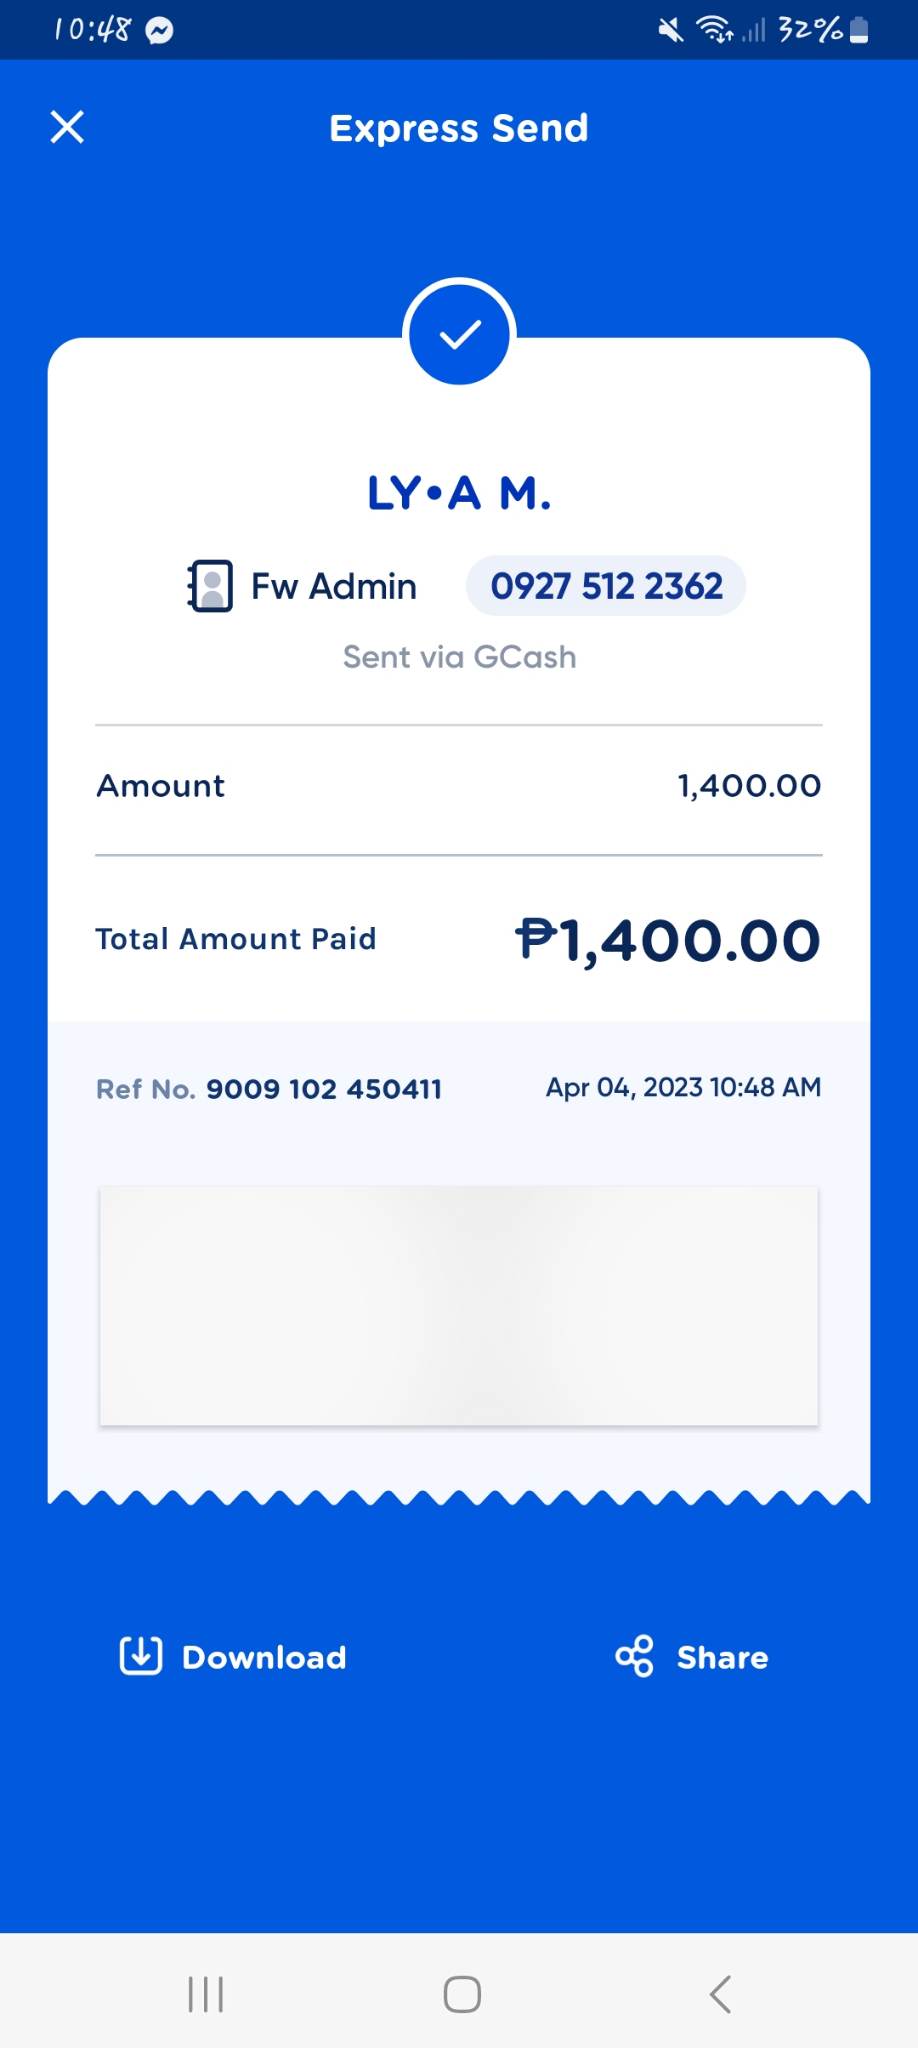 10:48 32%
Express Send
LY•A M.
Fw Admin 0927 512 2362
Sent via GCash
Amount 1,400.00
Total Amount Paid ₱1,400.00
Ref No. 9009 102 450411 Apr 04, 2023 10:48 AM
Download Share